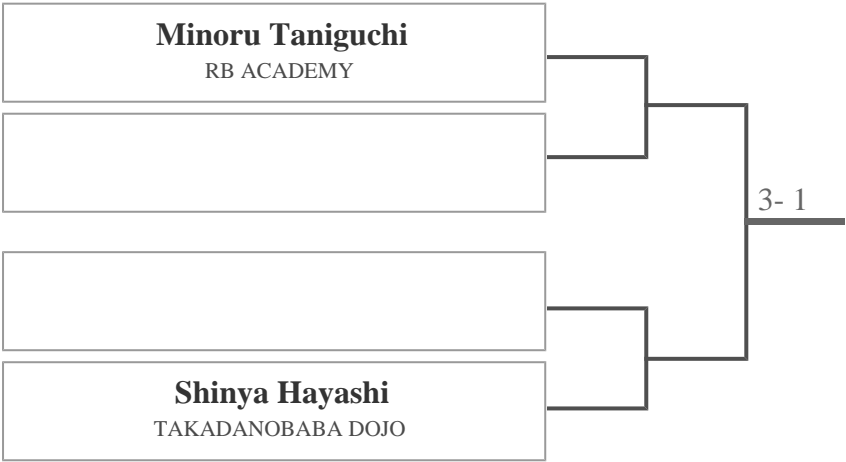 Minoru Taniguchi
RB ACADEMY
3- 1
Shinya Hayashi
TAKADANOBABA DOJO